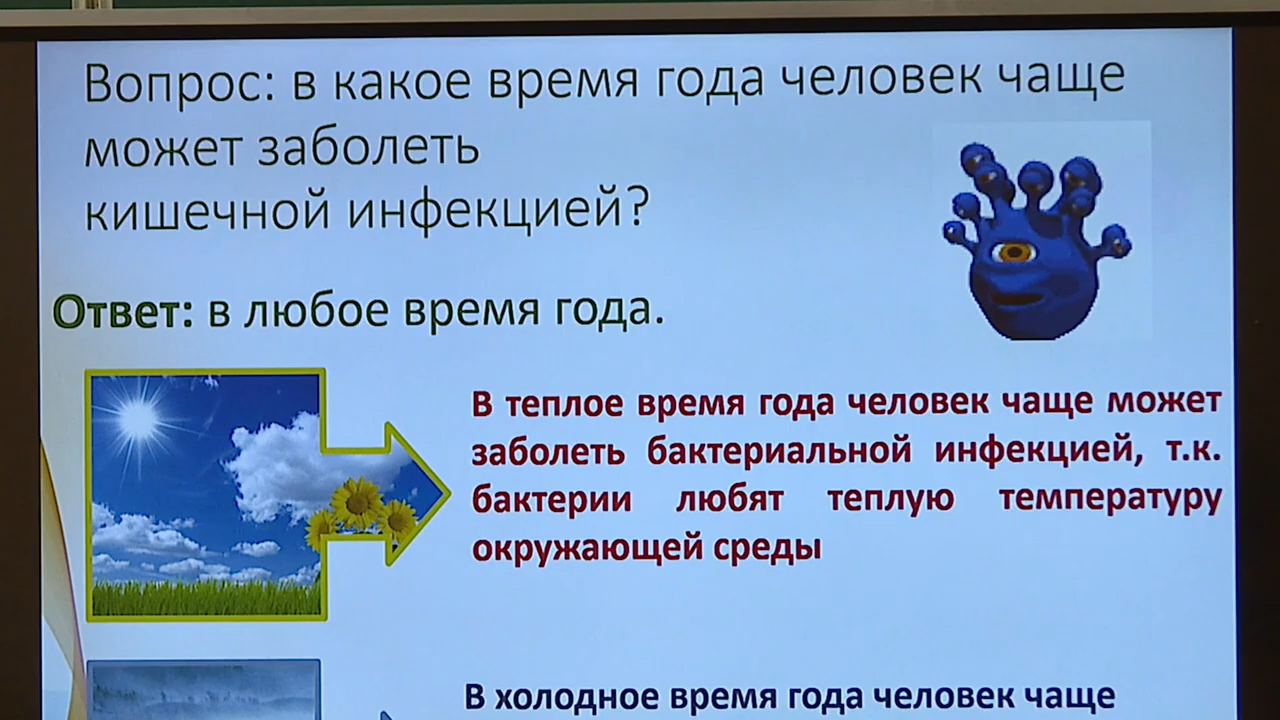 Вопрос: в какое время года человек чаще
может заболеть
кишечной инфекцией?
Ответ: в любое время года.
В теплое время года человек чаще может
заболеть бактериальной инфекцией, т.к.
бактерии любят теплую температуру
окружающей среды
В холодное время года человек чаще